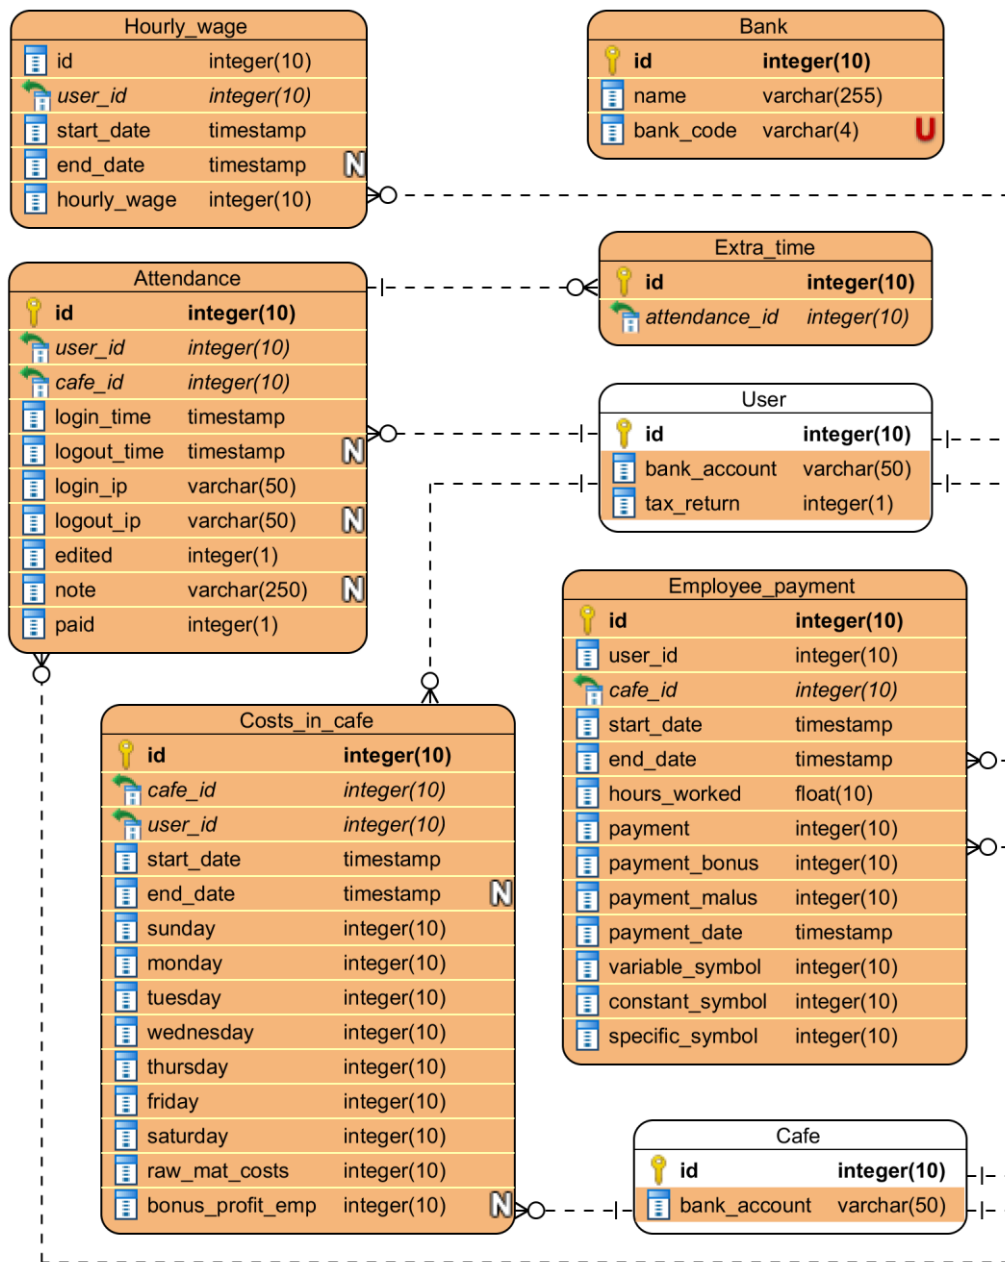 Hourly_wage
id integer(10)
user_id integer(10)
start_date timestamp
end_date timestamp N
hourly_wage integer(10)
Bank
id integer(10)
name varchar(255)
bank_code varchar(4) U
Extra_time
id integer(10)
attendance_id integer(10)
Attendance
id integer(10)
user_id integer(10)
cafe_id integer(10)
login_time timestamp
logout_time timestamp N
login_ip varchar(50)
logout_ip varchar(50) N
edited integer(1)
note varchar(250) N
paid integer(1)
User
id integer(10)
bank_account varchar(50)
tax_return integer(1)
Employee_payment
id integer(10)
user_id integer(10)
cafe_id integer(10)
start_date timestamp
end_date timestamp
hours_worked float(10)
payment integer(10)
payment_bonus integer(10)
payment_malus integer(10)
payment_date timestamp
variable_symbol integer(10)
constant_symbol integer(10)
specific_symbol integer(10)
Costs_in_cafe
id integer(10)
cafe_id integer(10)
user_id integer(10)
start_date timestamp
end_date timestamp N
sunday integer(10)
monday integer(10)
tuesday integer(10)
wednesday integer(10)
thursday integer(10)
friday integer(10)
saturday integer(10)
raw_mat_costs integer(10)
bonus_profit_emp integer(10) N
Cafe
id integer(10)
bank_account varchar(50)